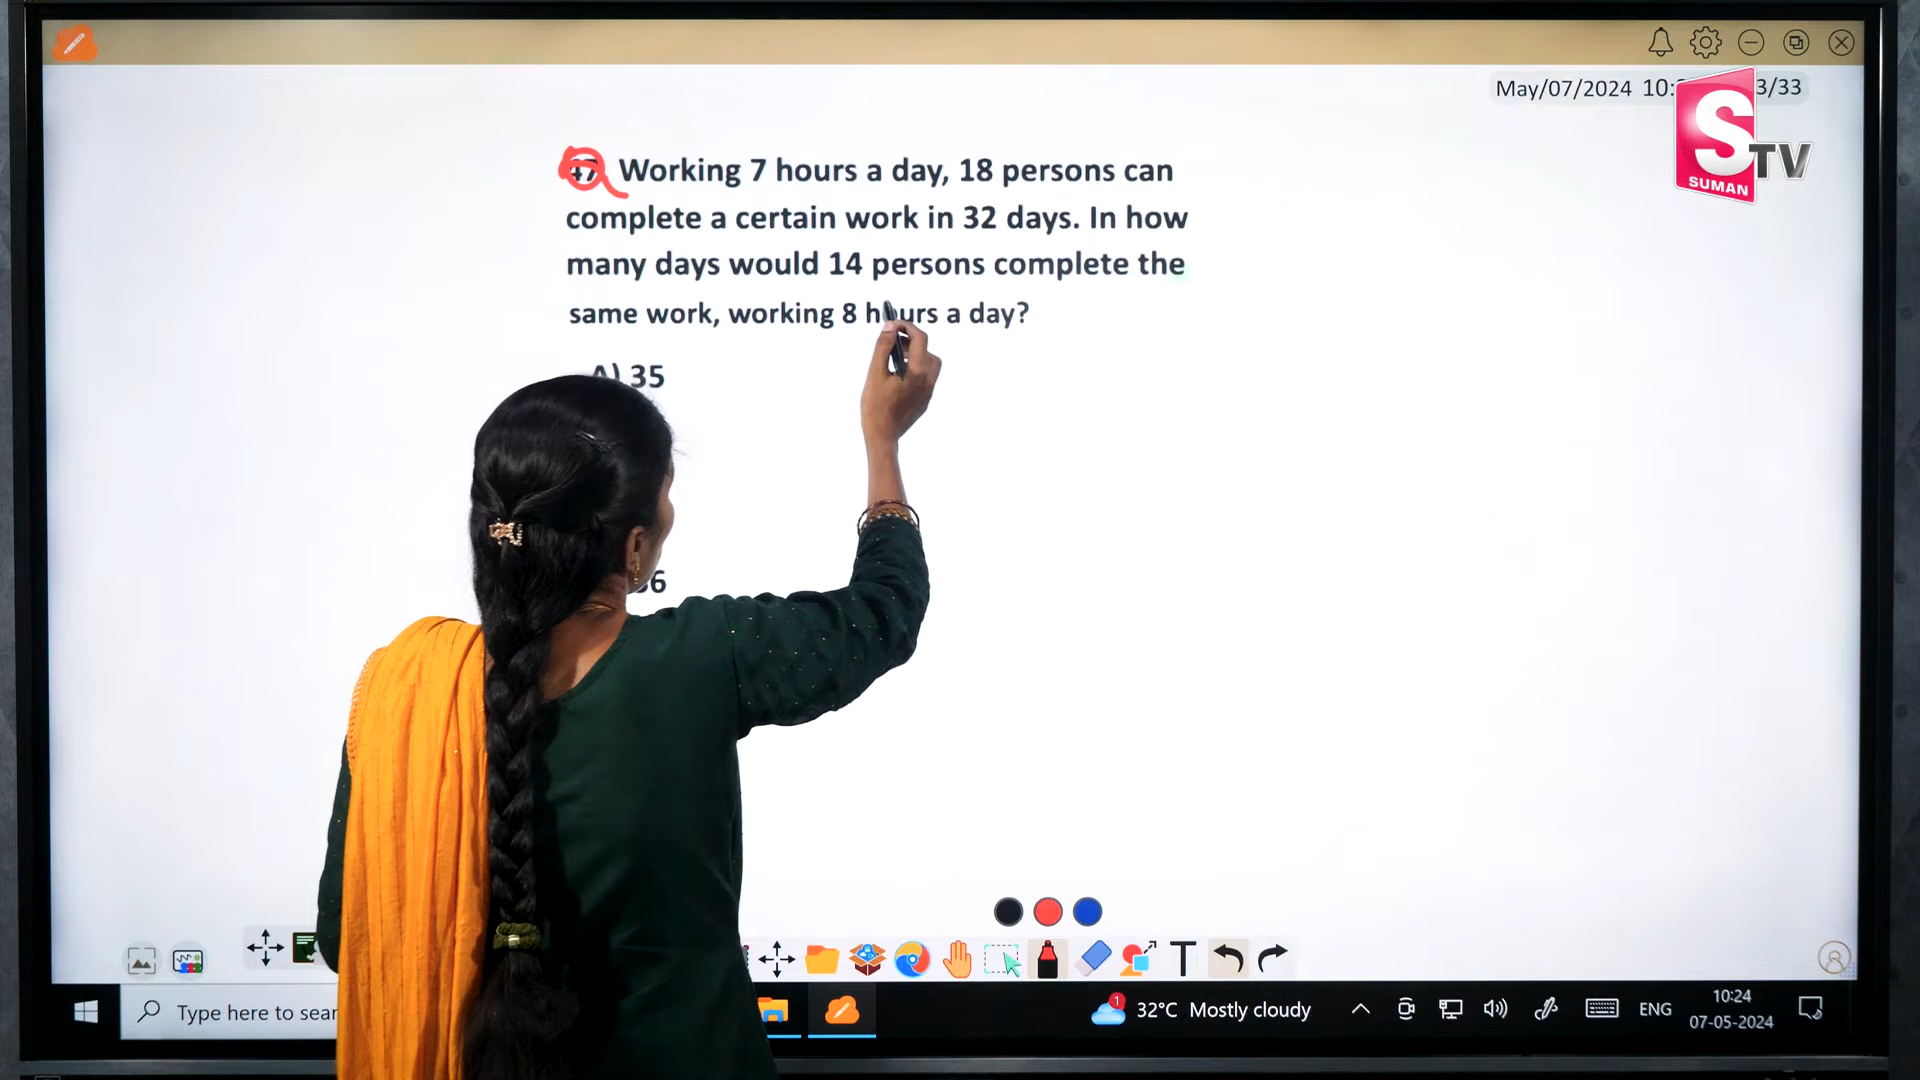 May/07/2024 10: 3/33
S
TV
SUMAN
47 Working 7 hours a day, 18 persons can
complete a certain work in 32 days. In how
many days would 14 persons complete the
same work, working 8 hours a day?
A) 35
T
Type here to sear
1
32°C Mostly cloudy
ENG
10:24
07-05-2024